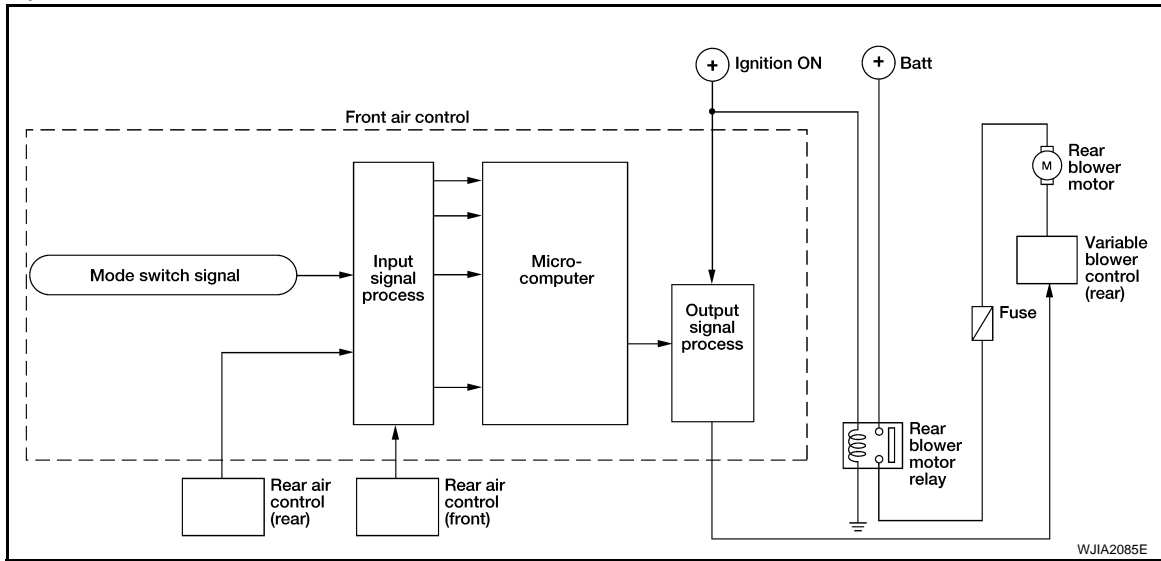 +
Ignition ON
+
Batt
Front air control
Rear
blower
motor
M
Mode switch signal
Input
signal
process
Micro-
computer
Output
signal
process
Variable
blower
control
(rear)
Fuse
Rear
blower
motor
relay
Rear air
control
(rear)
Rear air
control
(front)
WJIA2085E